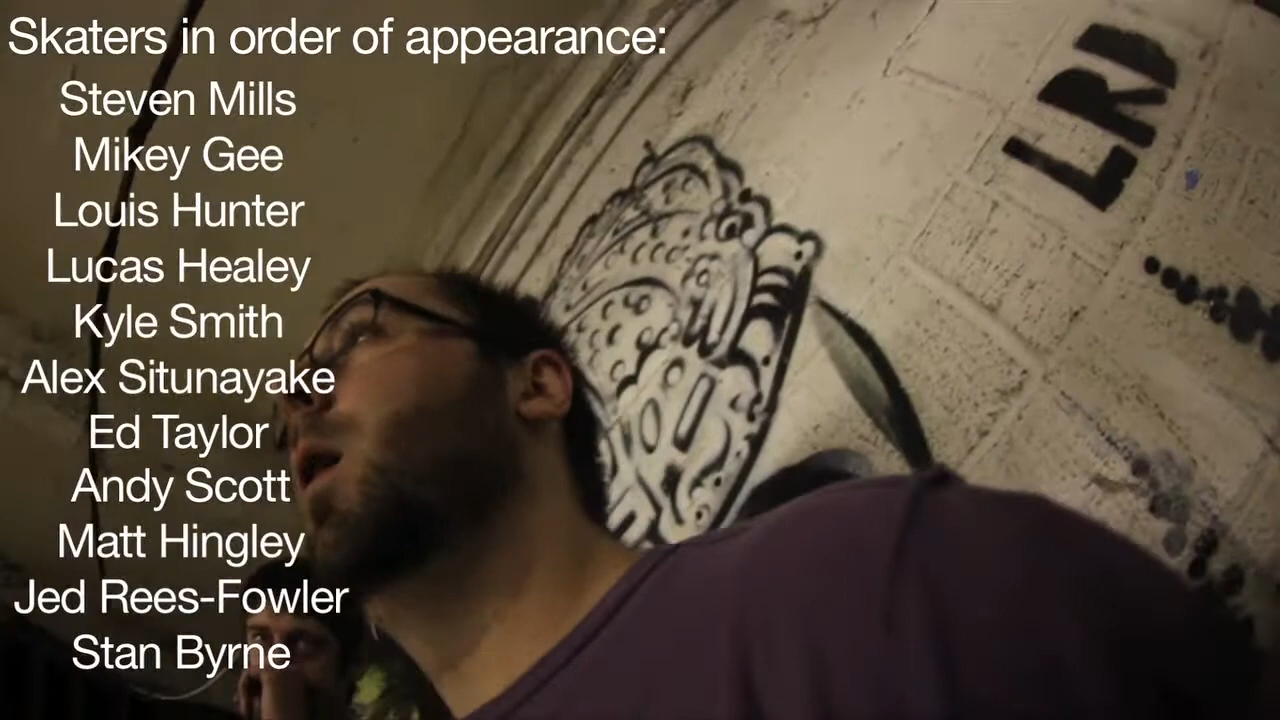 Skaters in order of appearance:
Steven Mills
Mikey Gee
Louis Hunter
Lucas Healey
Kyle Smith
Alex Situnayake
Ed Taylor
Andy Scott
Matt Hingley
Jed Rees-Fowler
Stan Byrne